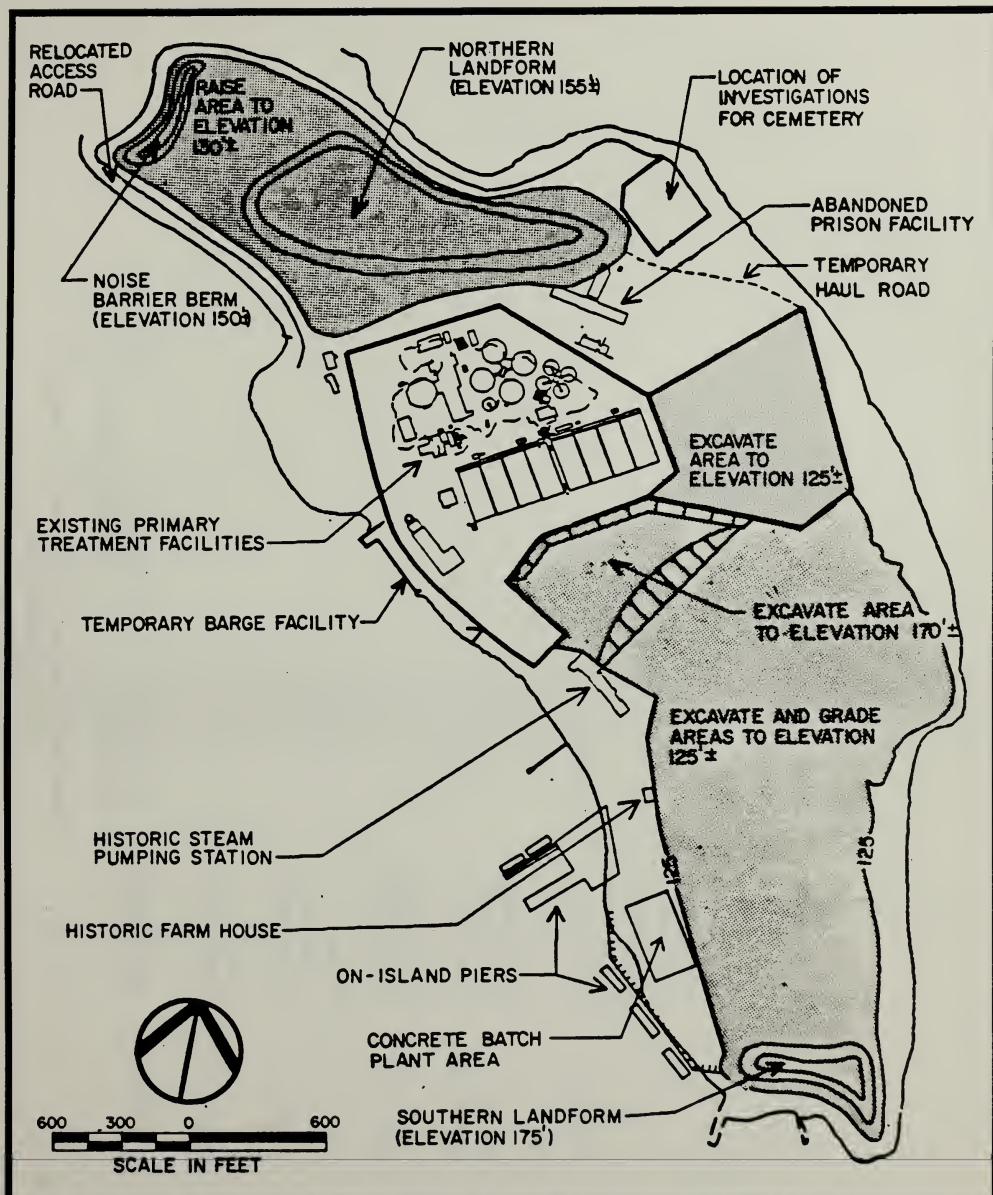 RELOCATED
ACCESS
ROAD
RAISE
AREA TO
ELEVATION
130'±
NORTHERN
LANDFORM
(ELEVATION 155'±)
LOCATION OF
INVESTIGATIONS
FOR CEMETERY
ABANDONED
PRISON FACILITY
TEMPORARY
HAUL ROAD
NOISE
BARRIER BERM
(ELEVATION 150'±)
EXCAVATE
AREA TO
ELEVATION 125'±
EXISTING PRIMARY
TREATMENT FACILITIES
TEMPORARY BARGE FACILITY
EXCAVATE AREA
TO ELEVATION 170'±
EXCAVATE AND GRADE
AREAS TO ELEVATION
125'±
HISTORIC STEAM
PUMPING STATION
125
125
HISTORIC FARM HOUSE
ON-ISLAND PIERS
CONCRETE BATCH
PLANT AREA
SOUTHERN LANDFORM
(ELEVATION 175')
600 300 0 600
SCALE IN FEET